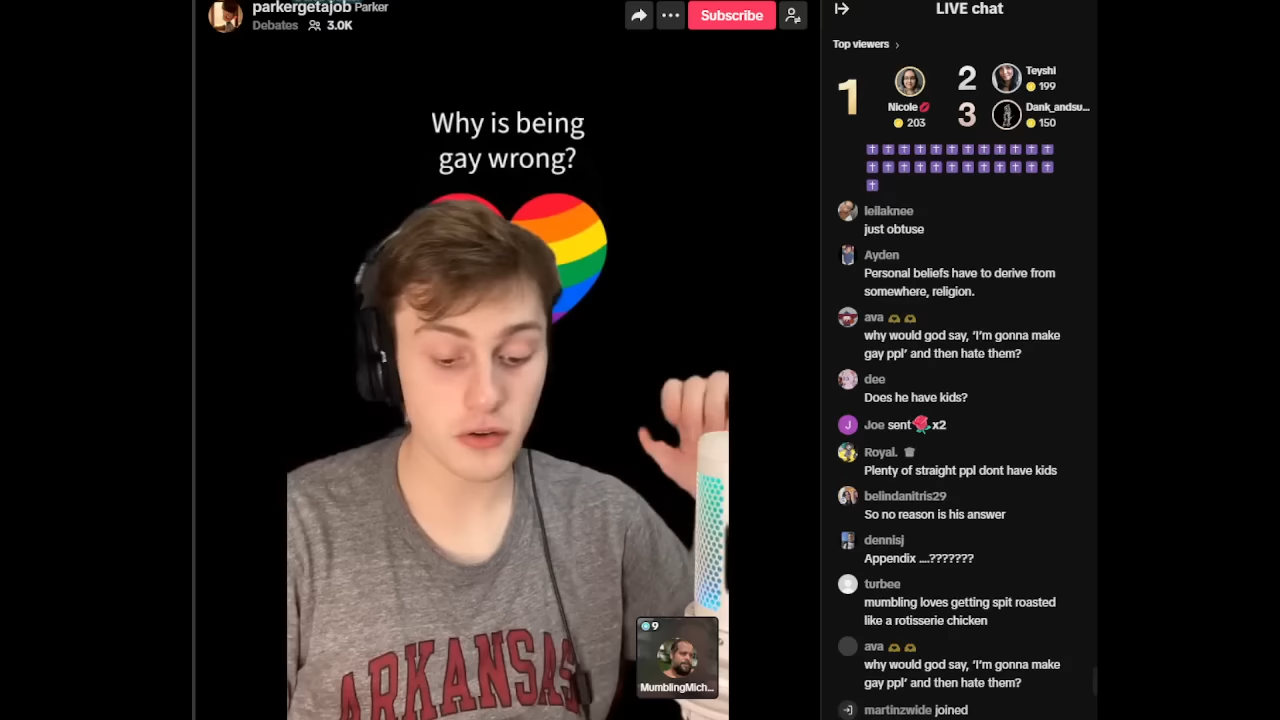 parkergetajob Parker
Debates 3.0K
Subscribe
Why is being
gay wrong?
ARKANSAS
9
MumblingMich...
LIVE chat
Top viewers
1
Nicole
203
2
Teyshi
199
3
Dank_andsu...
150
leilaknee
just obtuse
Ayden
Personal beliefs have to derive from
somewhere, religion.
ava
why would god say, ‘I’m gonna make
gay ppl’ and then hate them?
dee
Does he have kids?
J
Joe sent x2
Royal.
Plenty of straight ppl dont have kids
belindanitris29
So no reason is his answer
dennisj
Appendix ....???????
turbee
mumbling loves getting spit roasted
like a rotisserie chicken
ava
why would god say, ‘I’m gonna make
gay ppl’ and then hate them?
martinzwide joined